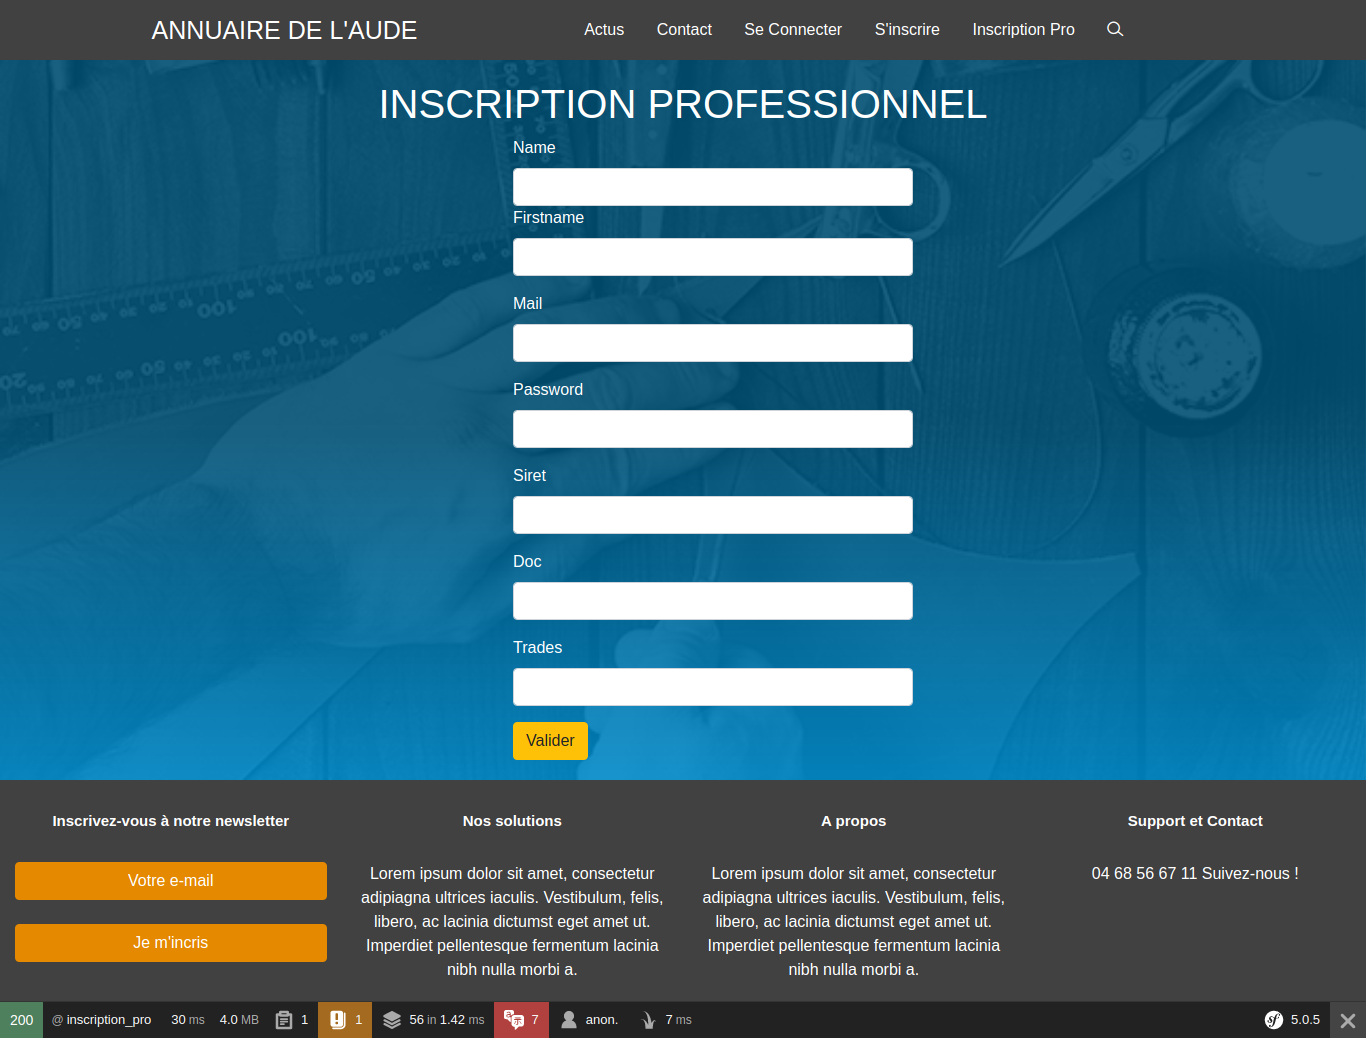 ANNUAIRE DE L'AUDE
Actus Contact Se Connecter S'inscrire Inscription Pro
INSCRIPTION PROFESSIONNEL
Name
Firstname
Mail
Password
Siret
Doc
Trades
Valider
Inscrivez-vous à notre newsletter
Votre e-mail
Je m'incris
Nos solutions
Lorem ipsum dolor sit amet, consectetur
adipiagna ultrices iaculis. Vestibulum, felis,
libero, ac lacinia dictumst eget amet ut.
Imperdiet pellentesque fermentum lacinia
nibh nulla morbi a.
A propos
Lorem ipsum dolor sit amet, consectetur
adipiagna ultrices iaculis. Vestibulum, felis,
libero, ac lacinia dictumst eget amet ut.
Imperdiet pellentesque fermentum lacinia
nibh nulla morbi a.
Support et Contact
04 68 56 67 11 Suivez-nous !
200 @ inscription_pro 30 ms 4.0 MB 1 1 56 in 1.42 ms 7 anon. 7 ms sf 5.0.5